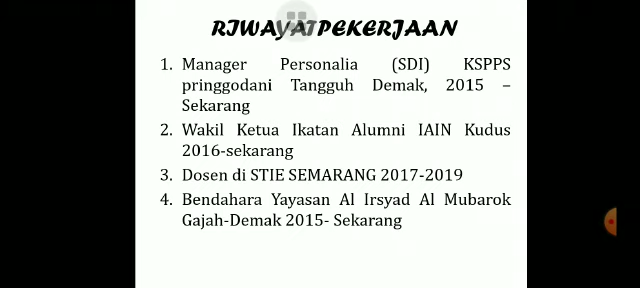 RIWAYAT PEKERJAAN
1. Manager Personalia (SDI) KSPPS
pringgodani Tangguh Demak, 2015 –
Sekarang
2. Wakil Ketua Ikatan Alumni IAIN Kudus
2016-sekarang
3. Dosen di STIE SEMARANG 2017-2019
4. Bendahara Yayasan Al Irsyad Al Mubarok
Gajah-Demak 2015- Sekarang